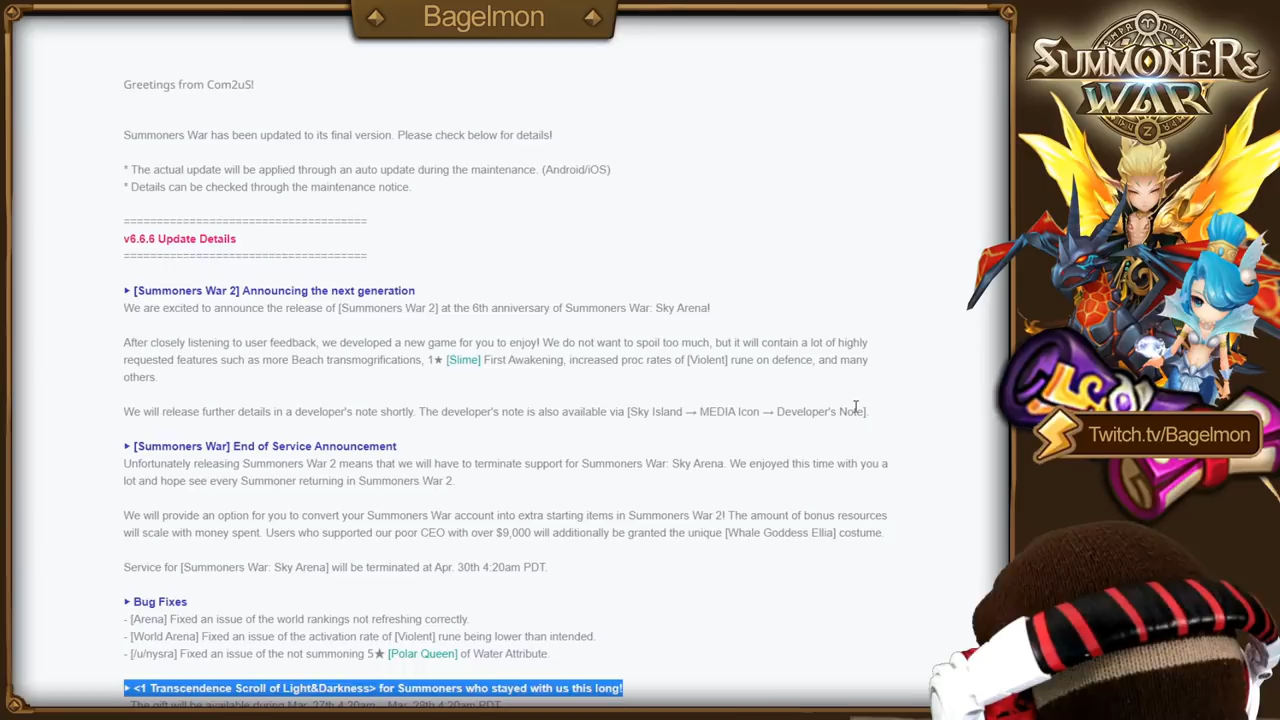 Bagelmon
Greetings from Com2uS!
Summoners War has been updated to its final version. Please check below for details!
* The actual update will be applied through an auto update during the maintenance. (Android/iOS)
* Details can be checked through the maintenance notice.
===================================
v6.6.6 Update Details
===================================
▶ [Summoners War 2] Announcing the next generation
We are excited to announce the release of [Summoners War 2] at the 6th anniversary of Summoners War: Sky Arena!
After closely listening to user feedback, we developed a new game for you to enjoy! We do not want to spoil too much, but it will contain a lot of highly
requested features such as more Beach transmogrifications, 1★ [Slime] First Awakening, increased proc rates of [Violent] rune on defence, and many
others.
We will release further details in a developer's note shortly. The developer's note is also available via [Sky Island → MEDIA Icon → Developer's Note].
▶ [Summoners War] End of Service Announcement
Unfortunately releasing Summoners War 2 means that we will have to terminate support for Summoners War: Sky Arena. We enjoyed this time with you a
lot and hope see every Summoner returning in Summoners War 2.
We will provide an option for you to convert your Summoners War account into extra starting items in Summoners War 2! The amount of bonus resources
will scale with money spent. Users who supported our poor CEO with over $9,000 will additionally be granted the unique [Whale Goddess Ellia] costume.
Service for [Summoners War: Sky Arena] will be terminated at Apr. 30th 4:20am PDT.
▶ Bug Fixes
- [Arena] Fixed an issue of the world rankings not refreshing correctly.
- [World Arena] Fixed an issue of the activation rate of [Violent] rune being lower than intended.
- [/u/nysra] Fixed an issue of the not summoning 5★ [Polar Queen] of Water Attribute.
▶ <1 Transcendence Scroll of Light&Darkness> for Summoners who stayed with us this long!
- The gift will be available during Mar. 27th 4:30am - Mar. 28th 4:20am PDT.
SUMMONERS
WAR
Twitch.tv/Bagelmon